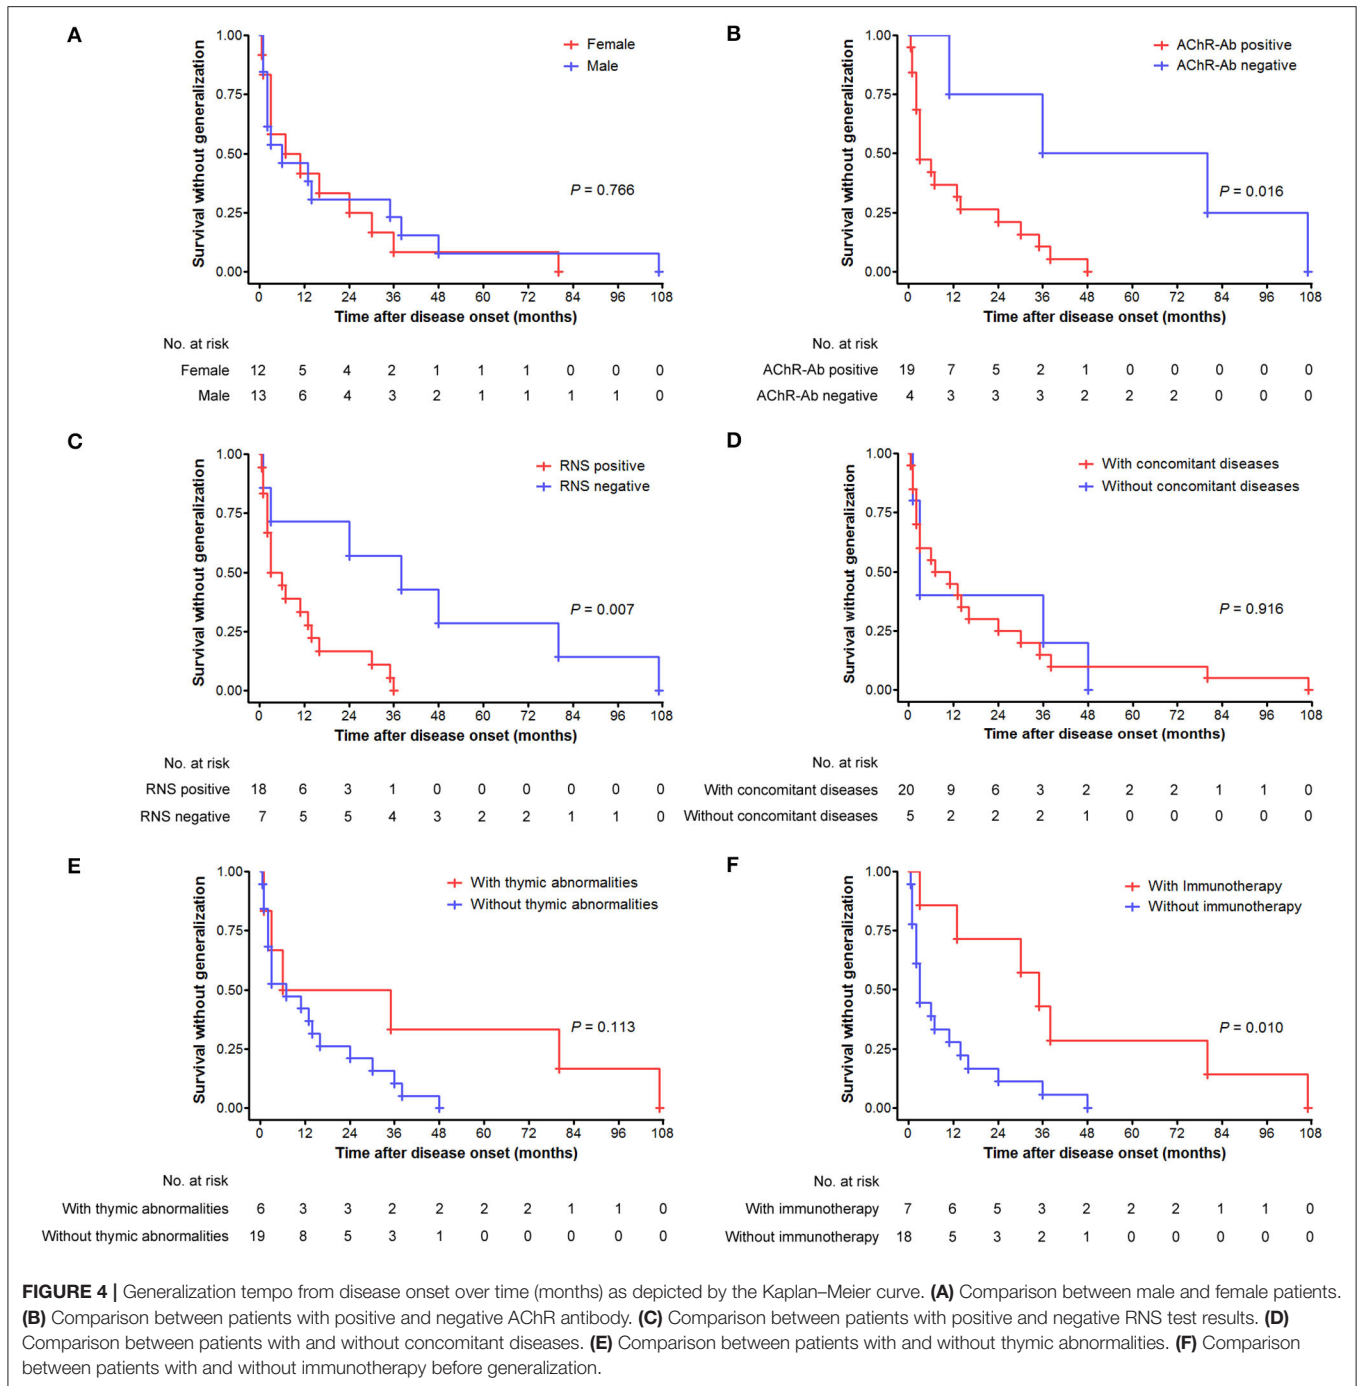 A
Female
Male
1.00
0.75
0.50
0.25
0.00
Survival without generalization
P = 0.766
0 12 24 36 48 60 72 84 96 108
Time after disease onset (months)
No. at risk
Female 12 5 4 2 1 1 1 0 0 0
Male 13 6 4 3 2 1 1 1 1 0
B
AChR-Ab positive
AChR-Ab negative
1.00
0.75
0.50
0.25
0.00
Survival without generalization
P = 0.016
0 12 24 36 48 60 72 84 96 108
Time after disease onset (months)
No. at risk
AChR-Ab positive 19 7 5 2 1 0 0 0 0 0
AChR-Ab negative 4 3 3 3 2 2 2 0 0 0
C
RNS positive
RNS negative
1.00
0.75
0.50
0.25
0.00
Survival without generalization
P = 0.007
0 12 24 36 48 60 72 84 96 108
Time after disease onset (months)
No. at risk
RNS positive 18 6 3 1 0 0 0 0 0 0
RNS negative 7 5 5 4 3 2 2 1 1 0
D
With concomitant diseases
Without concomitant diseases
1.00
0.75
0.50
0.25
0.00
Survival without generalization
P = 0.916
0 12 24 36 48 60 72 84 96 108
Time after disease onset (months)
No. at risk
With concomitant diseases 20 9 6 3 2 2 2 1 1 0
Without concomitant diseases 5 2 2 2 1 0 0 0 0 0
E
With thymic abnormalities
Without thymic abnormalities
1.00
0.75
0.50
0.25
0.00
Survival without generalization
P = 0.113
0 12 24 36 48 60 72 84 96 108
Time after disease onset (months)
No. at risk
With thymic abnormalities 6 3 3 2 2 2 2 1 1 0
Without thymic abnormalities 19 8 5 3 1 0 0 0 0 0
F
With Immunotherapy
Without immunotherapy
1.00
0.75
0.50
0.25
0.00
Survival without generalization
P = 0.010
0 12 24 36 48 60 72 84 96 108
Time after disease onset (months)
No. at risk
With immunotherapy 7 6 5 3 2 2 2 1 1 0
Without immunotherapy 18 5 3 2 1 0 0 0 0 0
FIGURE 4 | Generalization tempo from disease onset over time (months) as depicted by the Kaplan–Meier curve. (A) Comparison between male and female patients.
(B) Comparison between patients with positive and negative AChR antibody. (C) Comparison between patients with positive and negative RNS test results. (D)
Comparison between patients with and without concomitant diseases. (E) Comparison between patients with and without thymic abnormalities. (F) Comparison
between patients with and without immunotherapy before generalization.